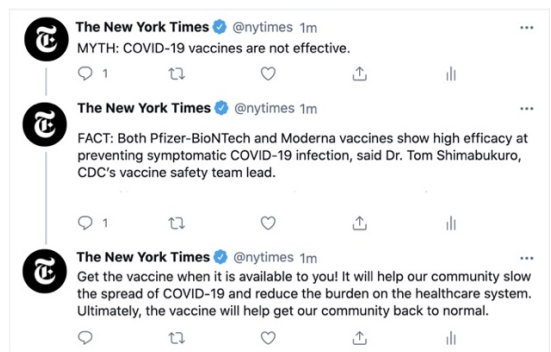 The New York Times @nytimes 1m
MYTH: COVID-19 vaccines are not effective.
1
The New York Times @nytimes 1m
FACT: Both Pfizer-BioNTech and Moderna vaccines show high efficacy at
preventing symptomatic COVID-19 infection, said Dr. Tom Shimabukuro,
CDC's vaccine safety team lead.
1
The New York Times @nytimes 1m
Get the vaccine when it is available to you! It will help our community slow
the spread of COVID-19 and reduce the burden on the healthcare system.
Ultimately, the vaccine will help get our community back to normal.